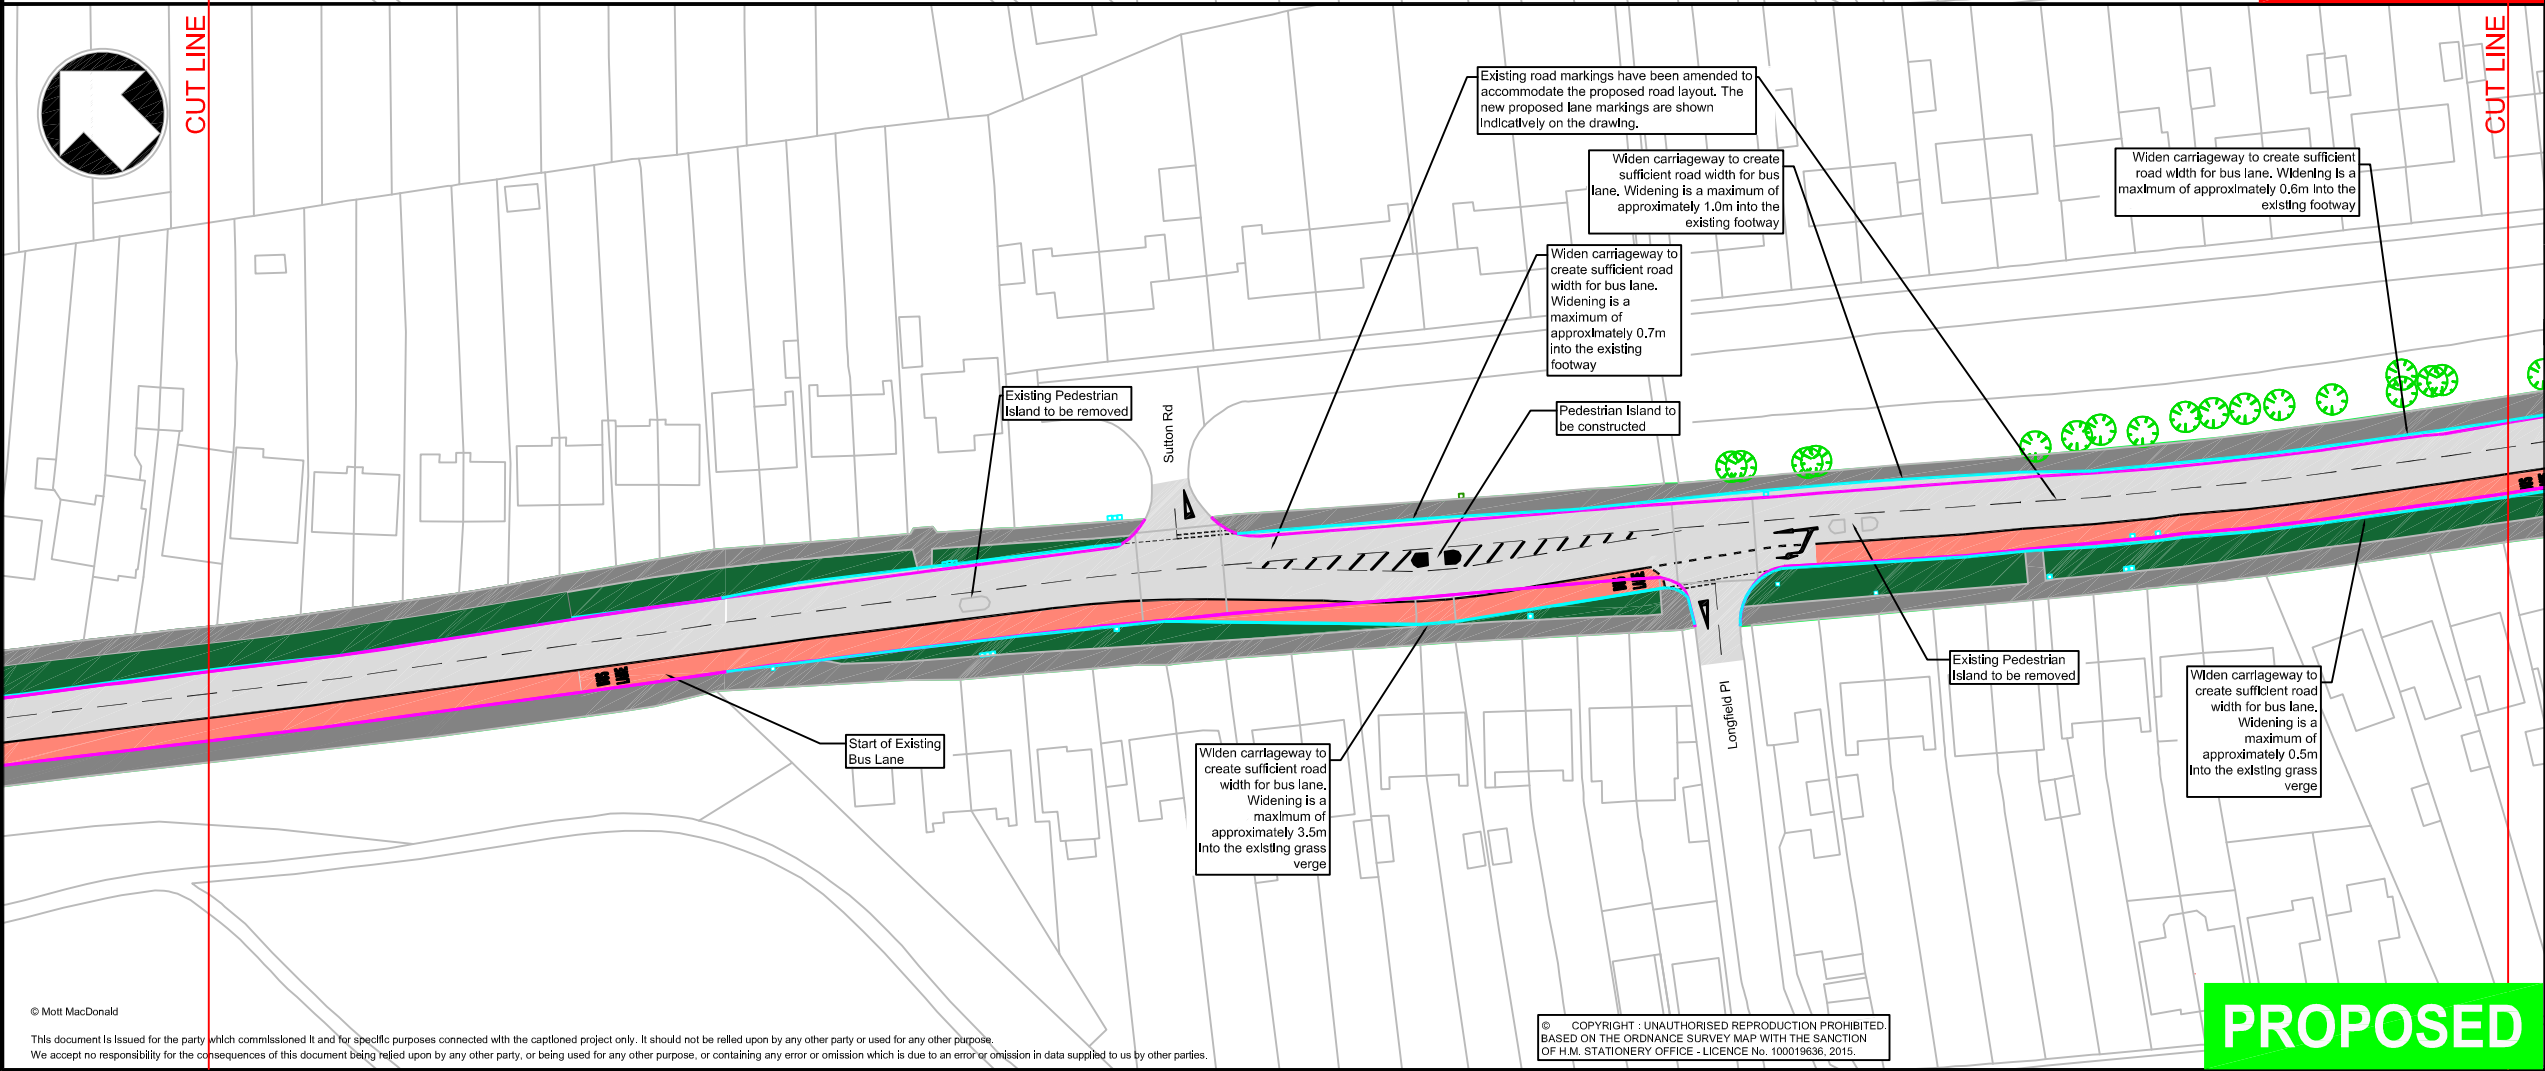 CUT LINE
CUT LINE
Existing road markings have been amended to
accommodate the proposed road layout. The
new proposed lane markings are shown
indicatively on the drawing.
Widen carriageway to create
sufficient road width for bus
lane. Widening is a maximum of
approximately 1.0m into the
existing footway
Widen carriageway to create sufficient
road width for bus lane. Widening is a
maximum of approximately 0.6m into the
existing footway
Widen carriageway to
create sufficient road
width for bus lane.
Widening is a
maximum of
approximately 0.7m
into the existing
footway
Existing Pedestrian
Island to be removed
Sutton Rd
Pedestrian Island to
be constructed
Existing Pedestrian
Island to be removed
Longfield Pl
Widen carriageway to
create sufficient road
width for bus lane.
Widening is a
maximum of
approximately 0.5m
into the existing grass
verge
Start of Existing
Bus Lane
Widen carriageway to
create sufficient road
width for bus lane.
Widening is a
maximum of
approximately 3.5m
into the existing grass
verge
© Mott MacDonald
This document is issued for the party which commissioned it and for specific purposes connected with the captioned project only. It should not be relied upon by any other party or used for any other purpose.
We accept no responsibility for the consequences of this document being relied upon by any other party, or being used for any other purpose, or containing any error or omission which is due to an error or omission in data supplied to us by other parties.
© COPYRIGHT : UNAUTHORISED REPRODUCTION PROHIBITED.
BASED ON THE ORDNANCE SURVEY MAP WITH THE SANCTION
OF H.M. STATIONERY OFFICE - LICENCE No. 100019636, 2015.
PROPOSED